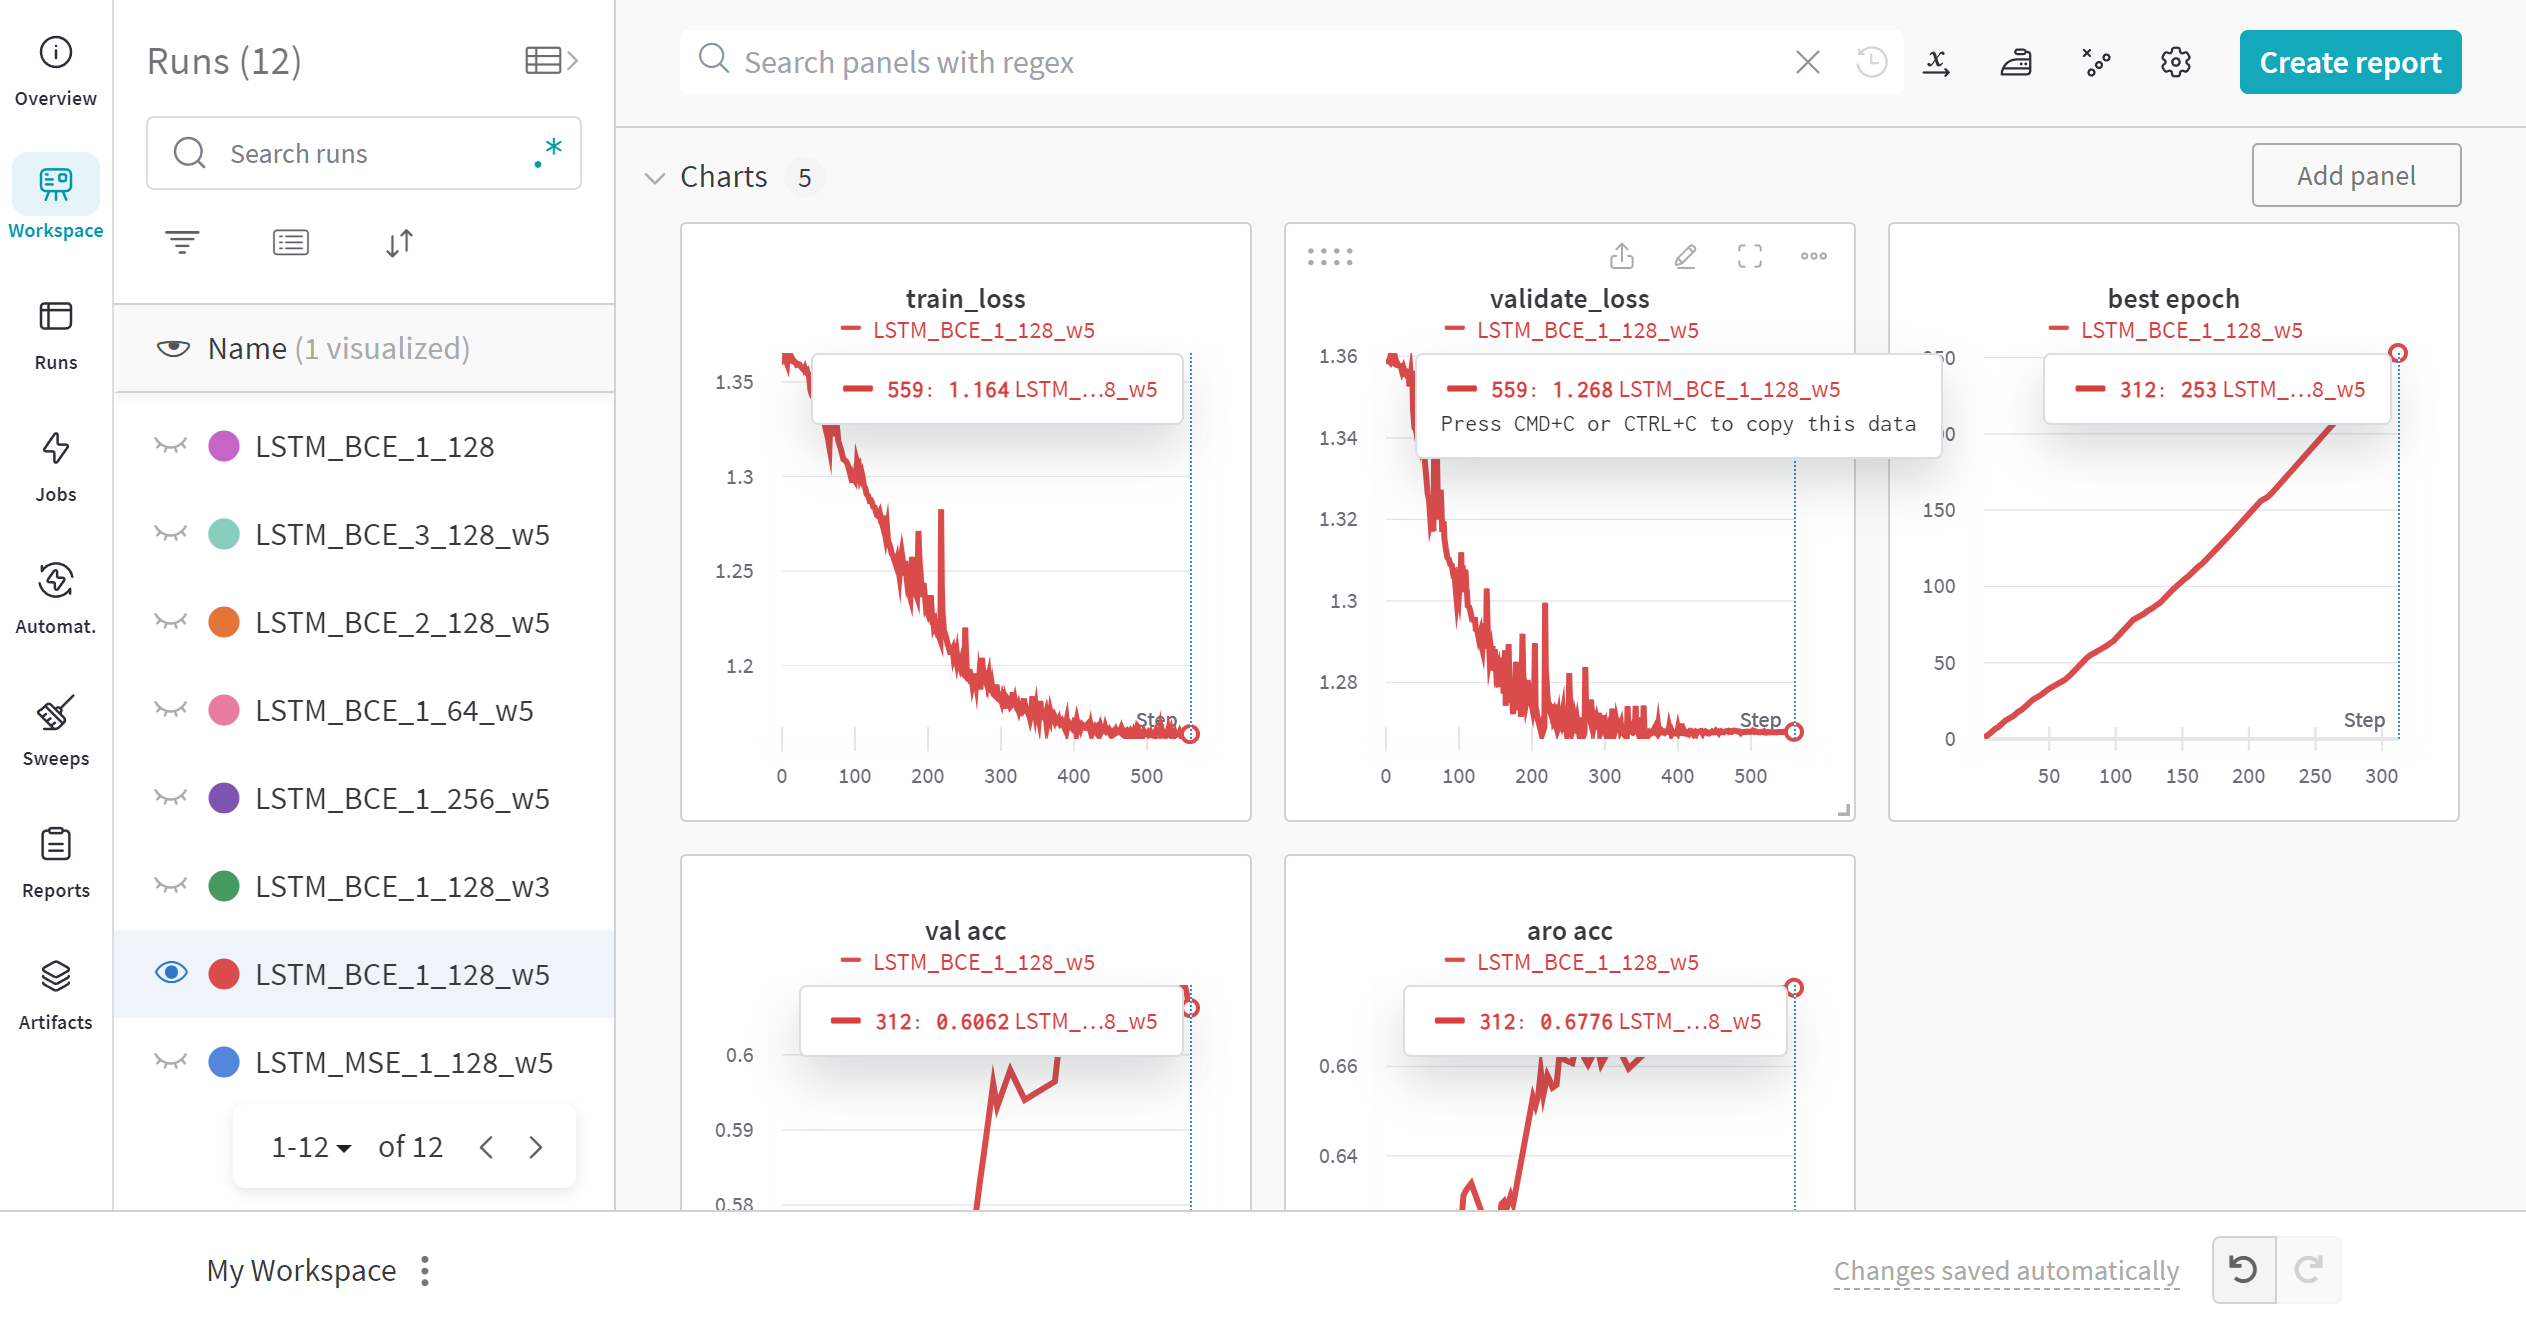 Overview
Workspace
Runs
Jobs
Automat.
Sweeps
Reports
Artifacts
Runs (12)
Search runs
.*
Name (1 visualized)
LSTM_BCE_1_128
LSTM_BCE_3_128_w5
LSTM_BCE_2_128_w5
LSTM_BCE_1_64_w5
LSTM_BCE_1_256_w5
LSTM_BCE_1_128_w3
LSTM_BCE_1_128_w5
LSTM_MSE_1_128_w5
1-12 of 12
My Workspace
Search panels with regex
Create report
Charts 5
Add panel
train_loss
LSTM_BCE_1_128_w5
559: 1.164 LSTM_...8_w5
1.35
1.3
1.25
1.2
Step
0 100 200 300 400 500
validate_loss
LSTM_BCE_1_128_w5
559: 1.268 LSTM_BCE_1_128_w5
Press CMD+C or CTRL+C to copy this data
1.36
1.34
1.32
1.3
1.28
Step
0 100 200 300 400 500
best epoch
LSTM_BCE_1_128_w5
312: 253 LSTM_...8_w5
150
100
50
0
Step
50 100 150 200 250 300
val acc
LSTM_BCE_1_128_w5
312: 0.6062 LSTM_...8_w5
0.6
0.59
0.58
aro acc
LSTM_BCE_1_128_w5
312: 0.6776 LSTM_...8_w5
0.66
0.64
Changes saved automatically